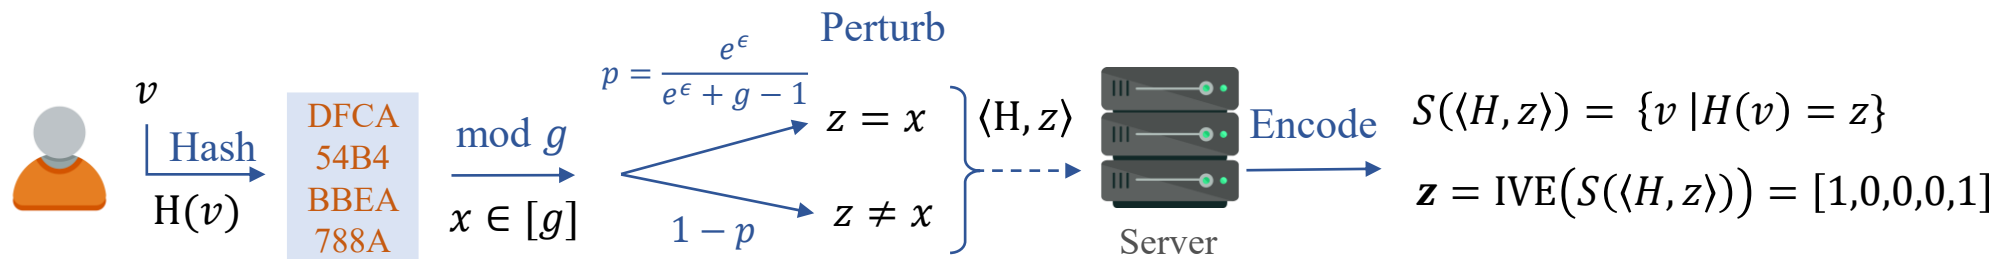 v
Hash
H(v)
DFCA
54B4
BBEA
788A
mod g
x ∈ [g]
Perturb
p = e^ϵ / (e^ϵ + g − 1)
z = x
1 − p
z ≠ x
⟨H, z⟩
Server
Encode
S(⟨H, z⟩) = {v |H(v) = z}
z = IVE(S(⟨H, z⟩)) = [1,0,0,0,1]